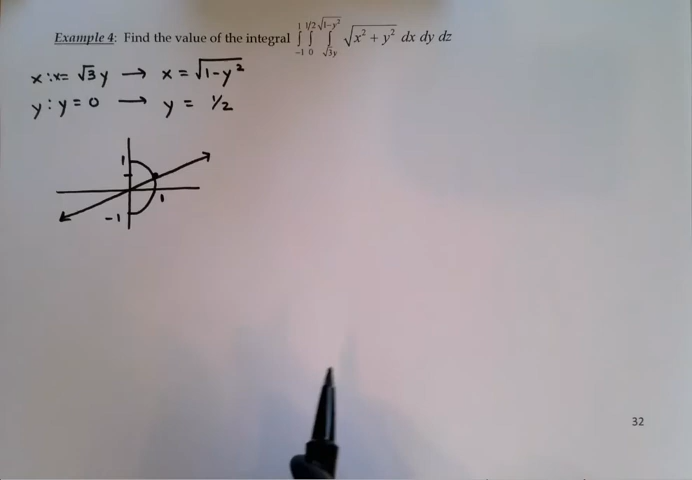 Example 4: Find the value of the integral ∫_{-1}^{1} ∫_{0}^{1/2} ∫_{√3y}^{√1-y²} √x² + y² dx dy dz
x : x = √3 y → x = √1-y²
y : y = 0 → y = 1/2
1
1
-1
32